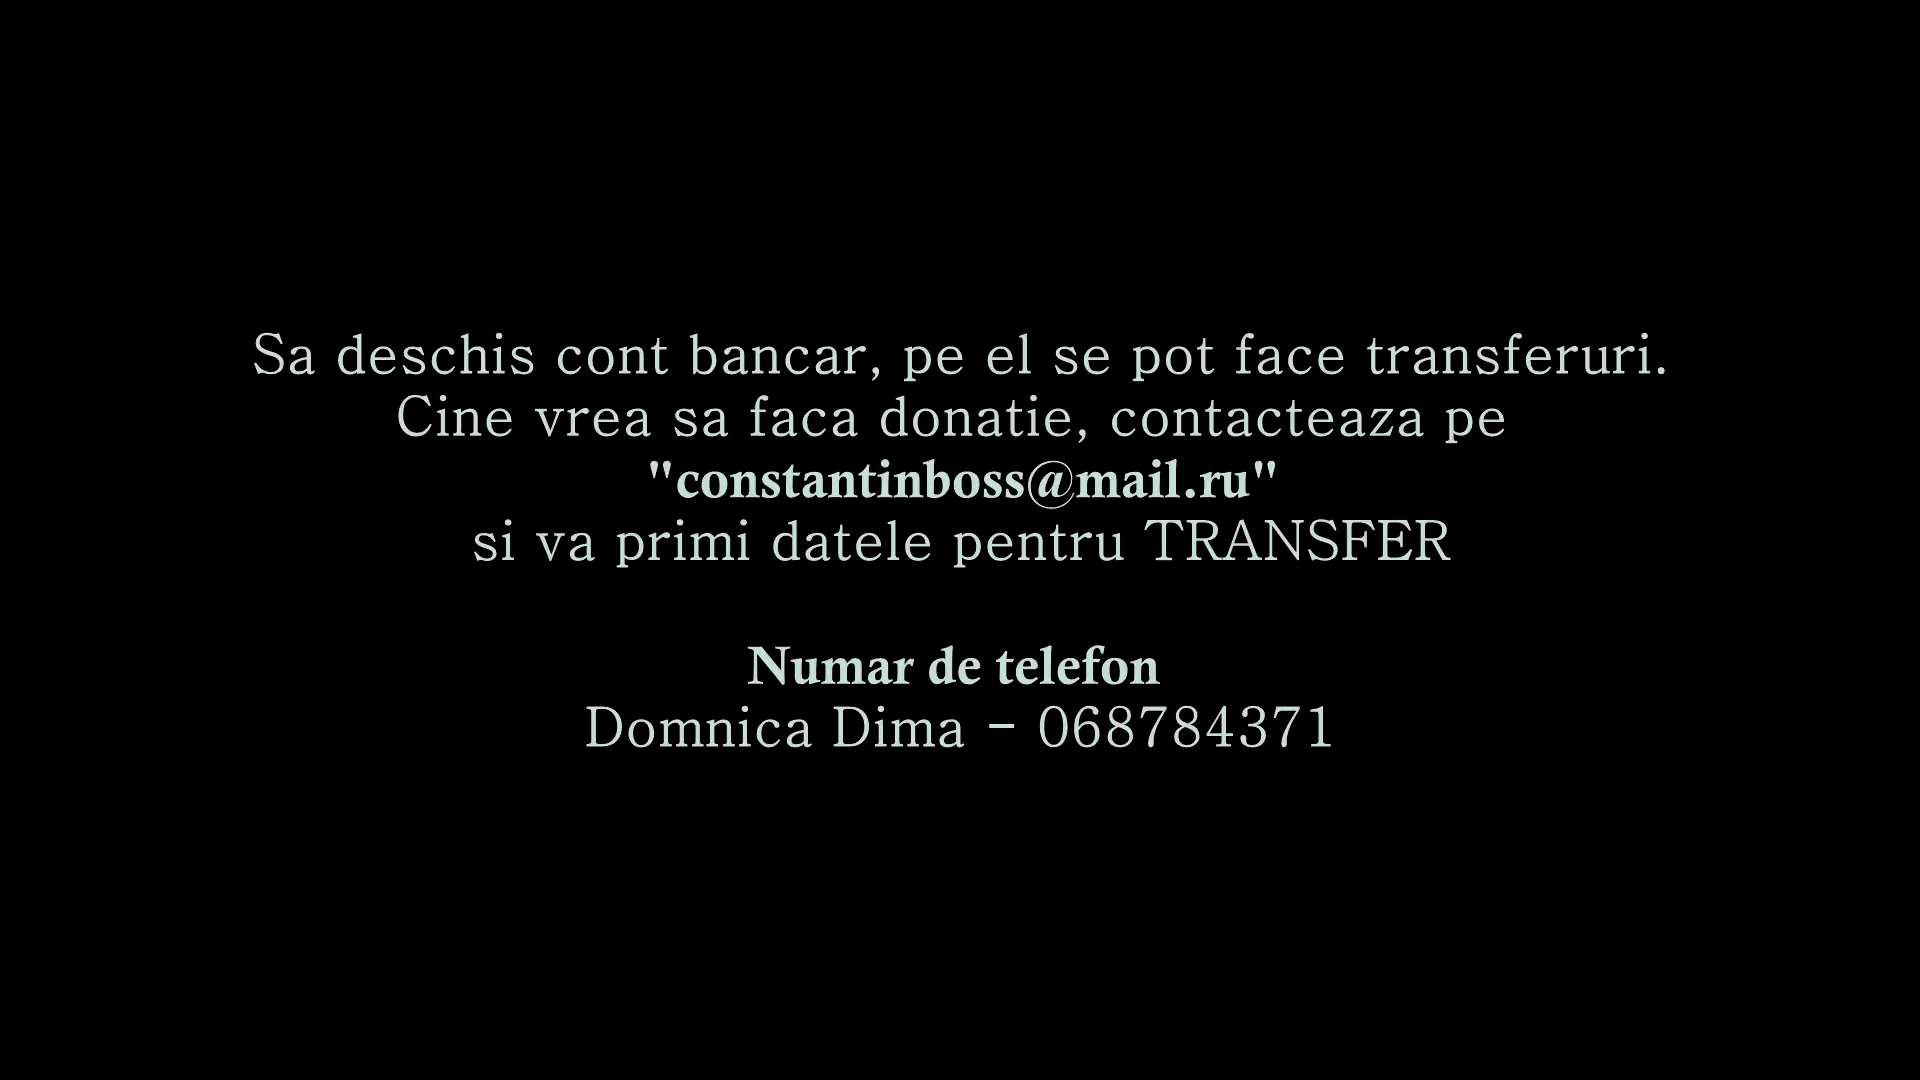 Sa deschis cont bancar, pe el se pot face transferuri.
Cine vrea sa faca donatie, contacteaza pe
"constantinboss@mail.ru"
si va primi datele pentru TRANSFER
Numar de telefon
Domnica Dima - 068784371